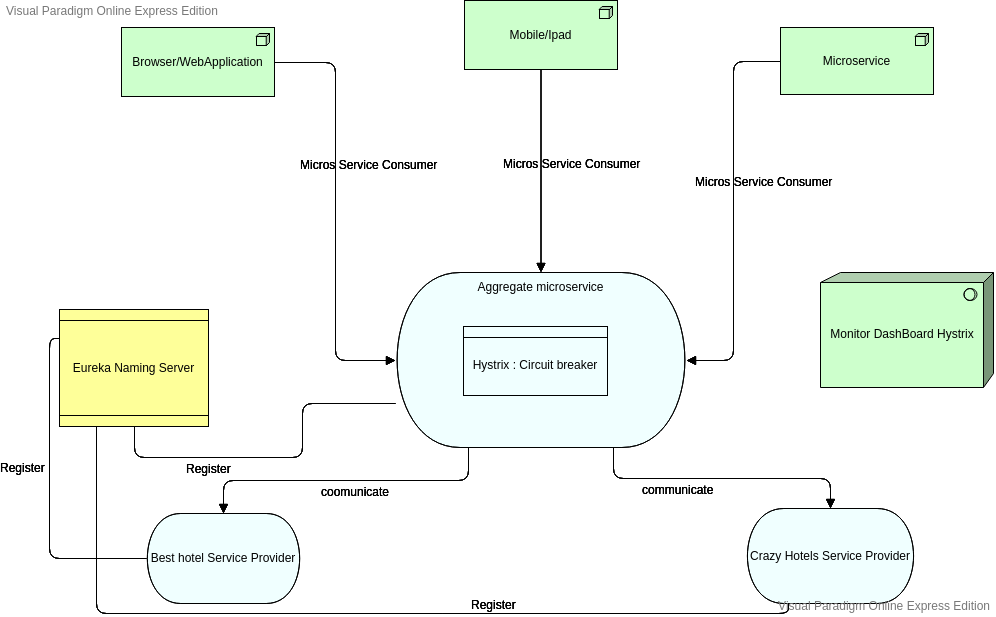 Visual Paradigm Online Express Edition
Mobile/Ipad
Browser/WebApplication
Microservice
Micros Service Consumer
Micros Service Consumer
Micros Service Consumer
Aggregate microservice
Monitor DashBoard Hystrix
Hystrix : Circuit breaker
Eureka Naming Server
Register
Register
coomunicate
communicate
Best hotel Service Provider
Crazy Hotels Service Provider
Register
Visual Paradigm Online Express Edition